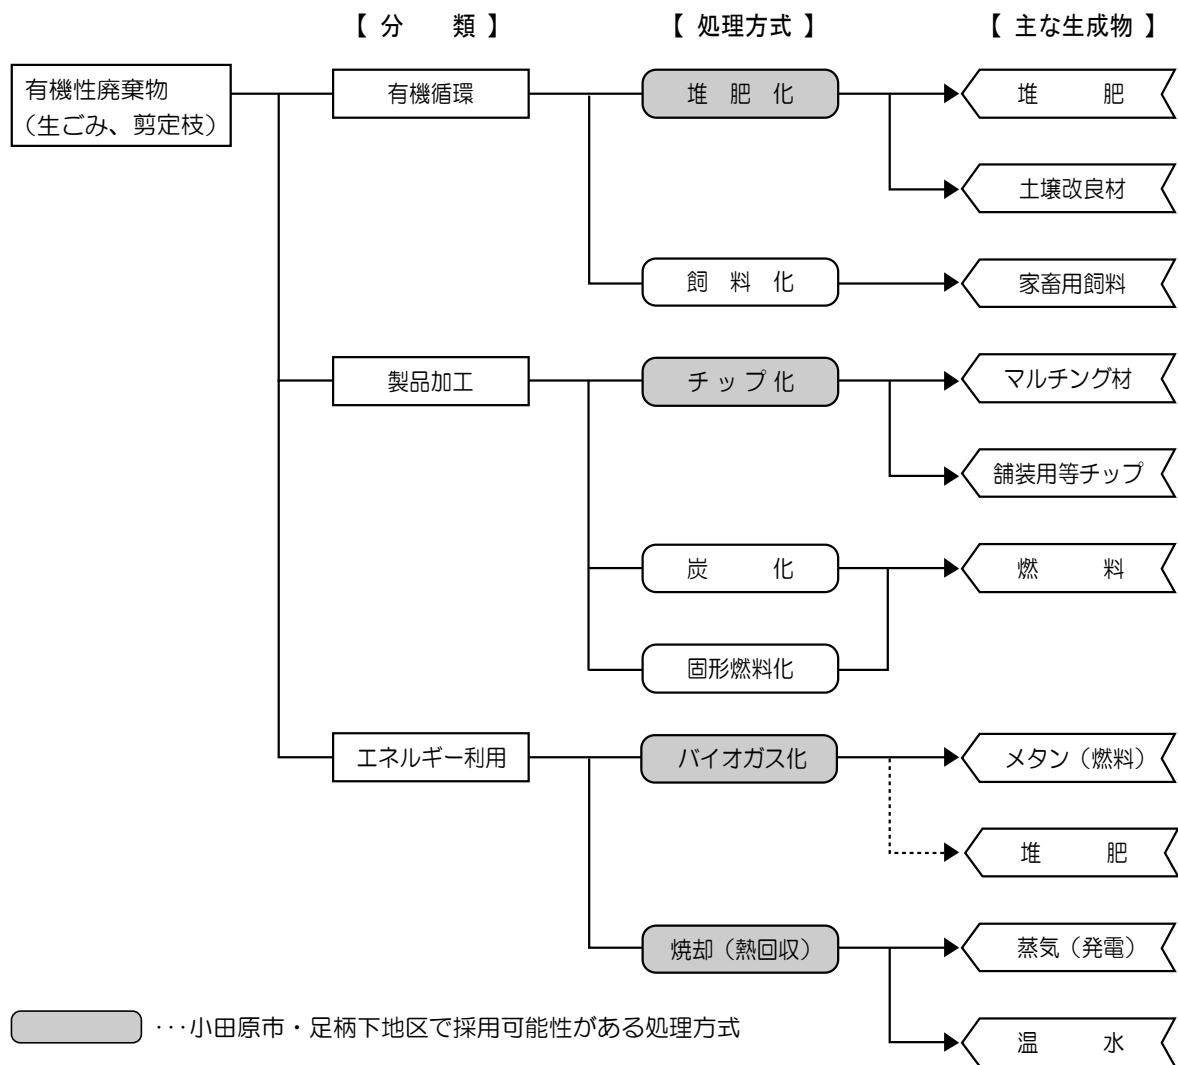 【 分　　類 】
【 処理方式 】
【 主な生成物 】
有機性廃棄物
（生ごみ、剪定枝）
有機循環
堆　肥　化
堆　　　肥
土壌改良材
飼　料　化
家畜用飼料
製品加工
チ ッ プ 化
マルチング材
舗装用等チップ
炭　　　化
燃　　　料
固形燃料化
エネルギー利用
バイオガス化
メタン（燃料）
堆　　　肥
焼却（熱回収）
蒸気（発電）
温　　　水
･･･小田原市・足柄下地区で採用可能性がある処理方式